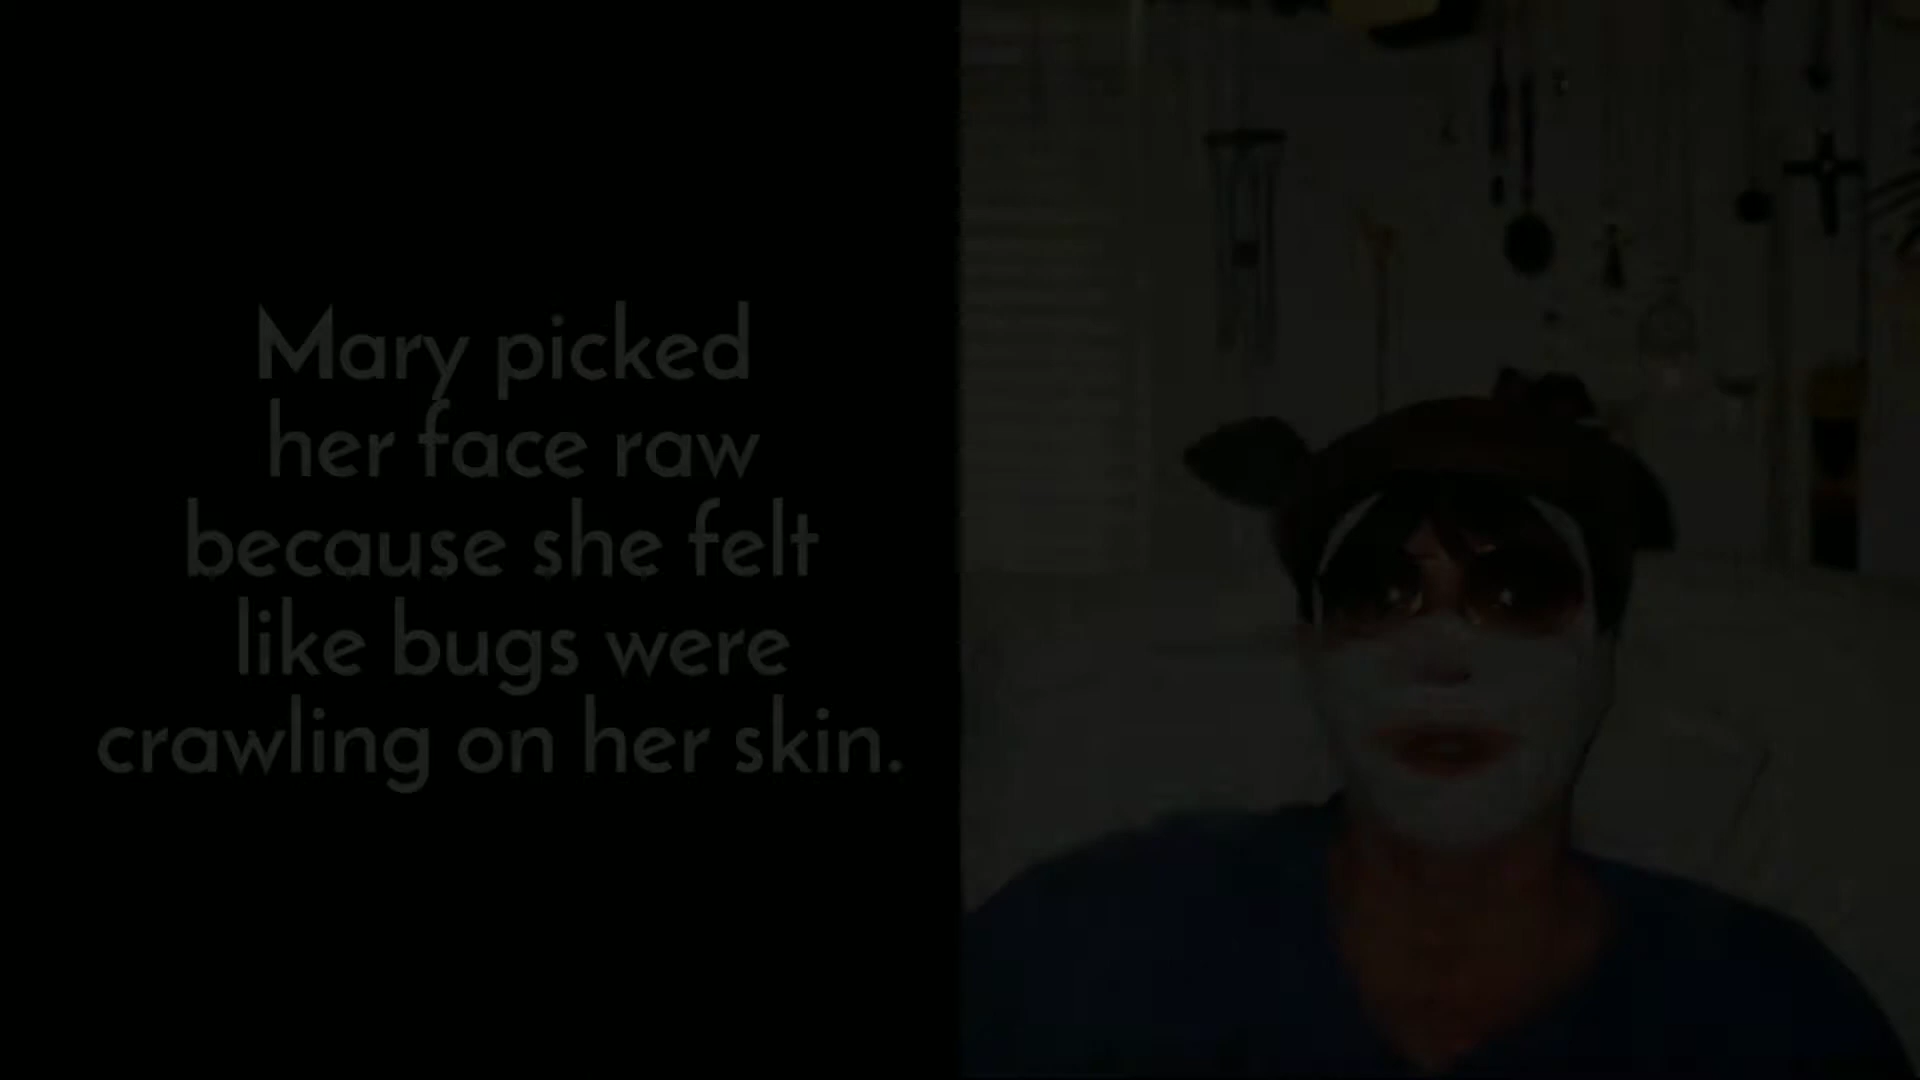 Mary picked
her face raw
because she felt
like bugs were
crawling on her skin.